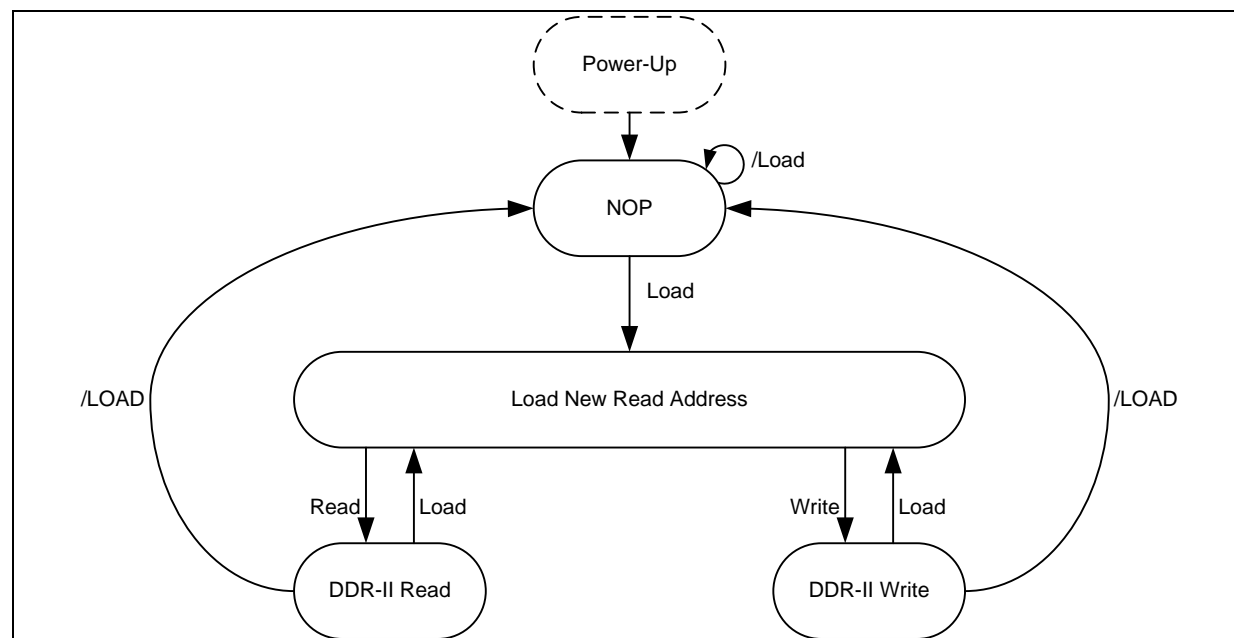 Power-Up
/Load
NOP
Load
/LOAD
Load New Read Address
/LOAD
Read
Load
Write
Load
DDR-II Read
DDR-II Write